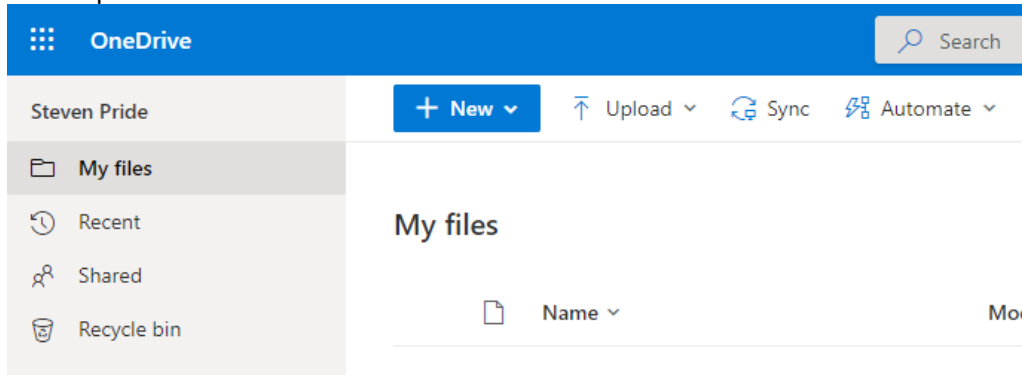 OneDrive
Search
Steven Pride
New
Upload
Sync
Automate
My files
Recent
Shared
Recycle bin
My files
Name